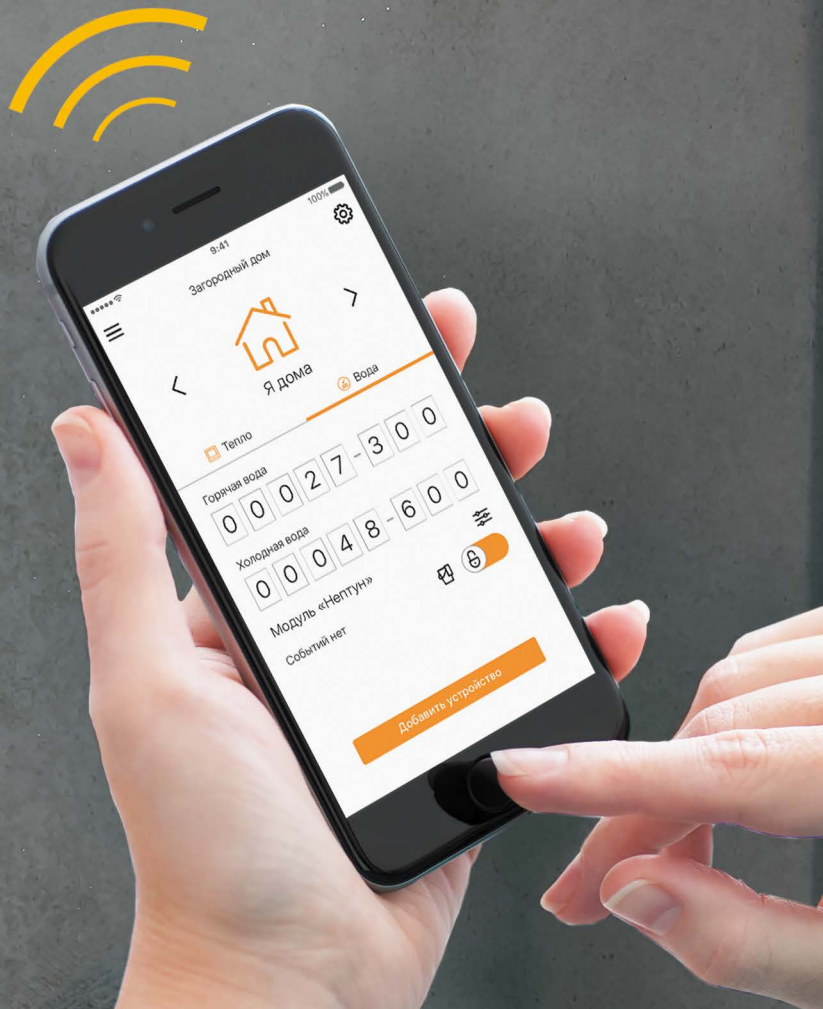 9:41
100%
Загородный дом
Я дома
Тепло
Вода
Горячая вода
00027-300
Холодная вода
00048-600
Модуль «Нептун»
Событий нет
Добавить устройство